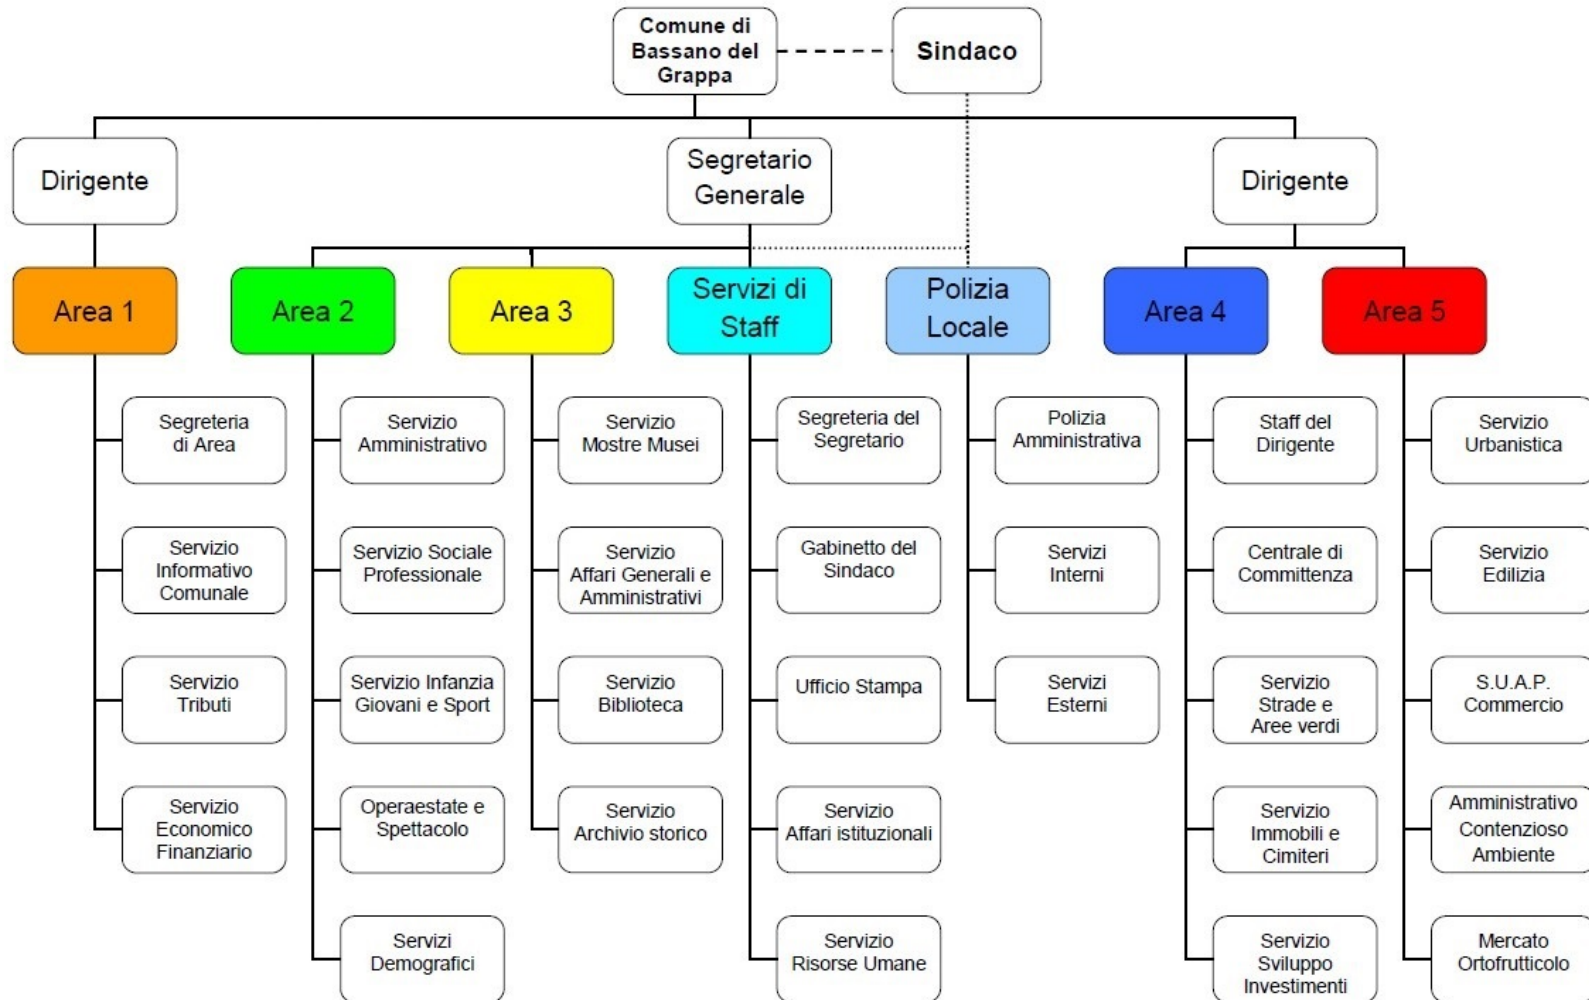 Comune di
Bassano del
Grappa
Sindaco
Dirigente
Segretario
Generale
Dirigente
Area 1
Area 2
Area 3
Servizi di
Staff
Polizia
Locale
Area 4
Area 5
Segreteria
di Area
Servizio
Amministrativo
Servizio
Mostre Musei
Segreteria del
Segretario
Polizia
Amministrativa
Staff del
Dirigente
Servizio
Urbanistica
Servizio
Informativo
Comunale
Servizio Sociale
Professionale
Servizio
Affari Generali e
Amministrativi
Gabinetto del
Sindaco
Servizi
Interni
Centrale di
Committenza
Servizio
Edilizia
Servizio
Tributi
Servizio Infanzia
Giovani e Sport
Servizio
Biblioteca
Ufficio Stampa
Servizi
Esterni
Servizio
Strade e
Aree verdi
S.U.A.P.
Commercio
Servizio
Economico
Finanziario
Operaestate e
Spettacolo
Servizio
Archivio storico
Servizio
Affari istituzionali
Servizio
Immobili e
Cimiteri
Amministrativo
Contenzioso
Ambiente
Servizi
Demografici
Servizio
Risorse Umane
Servizio
Sviluppo
Investimenti
Mercato
Ortofrutticolo